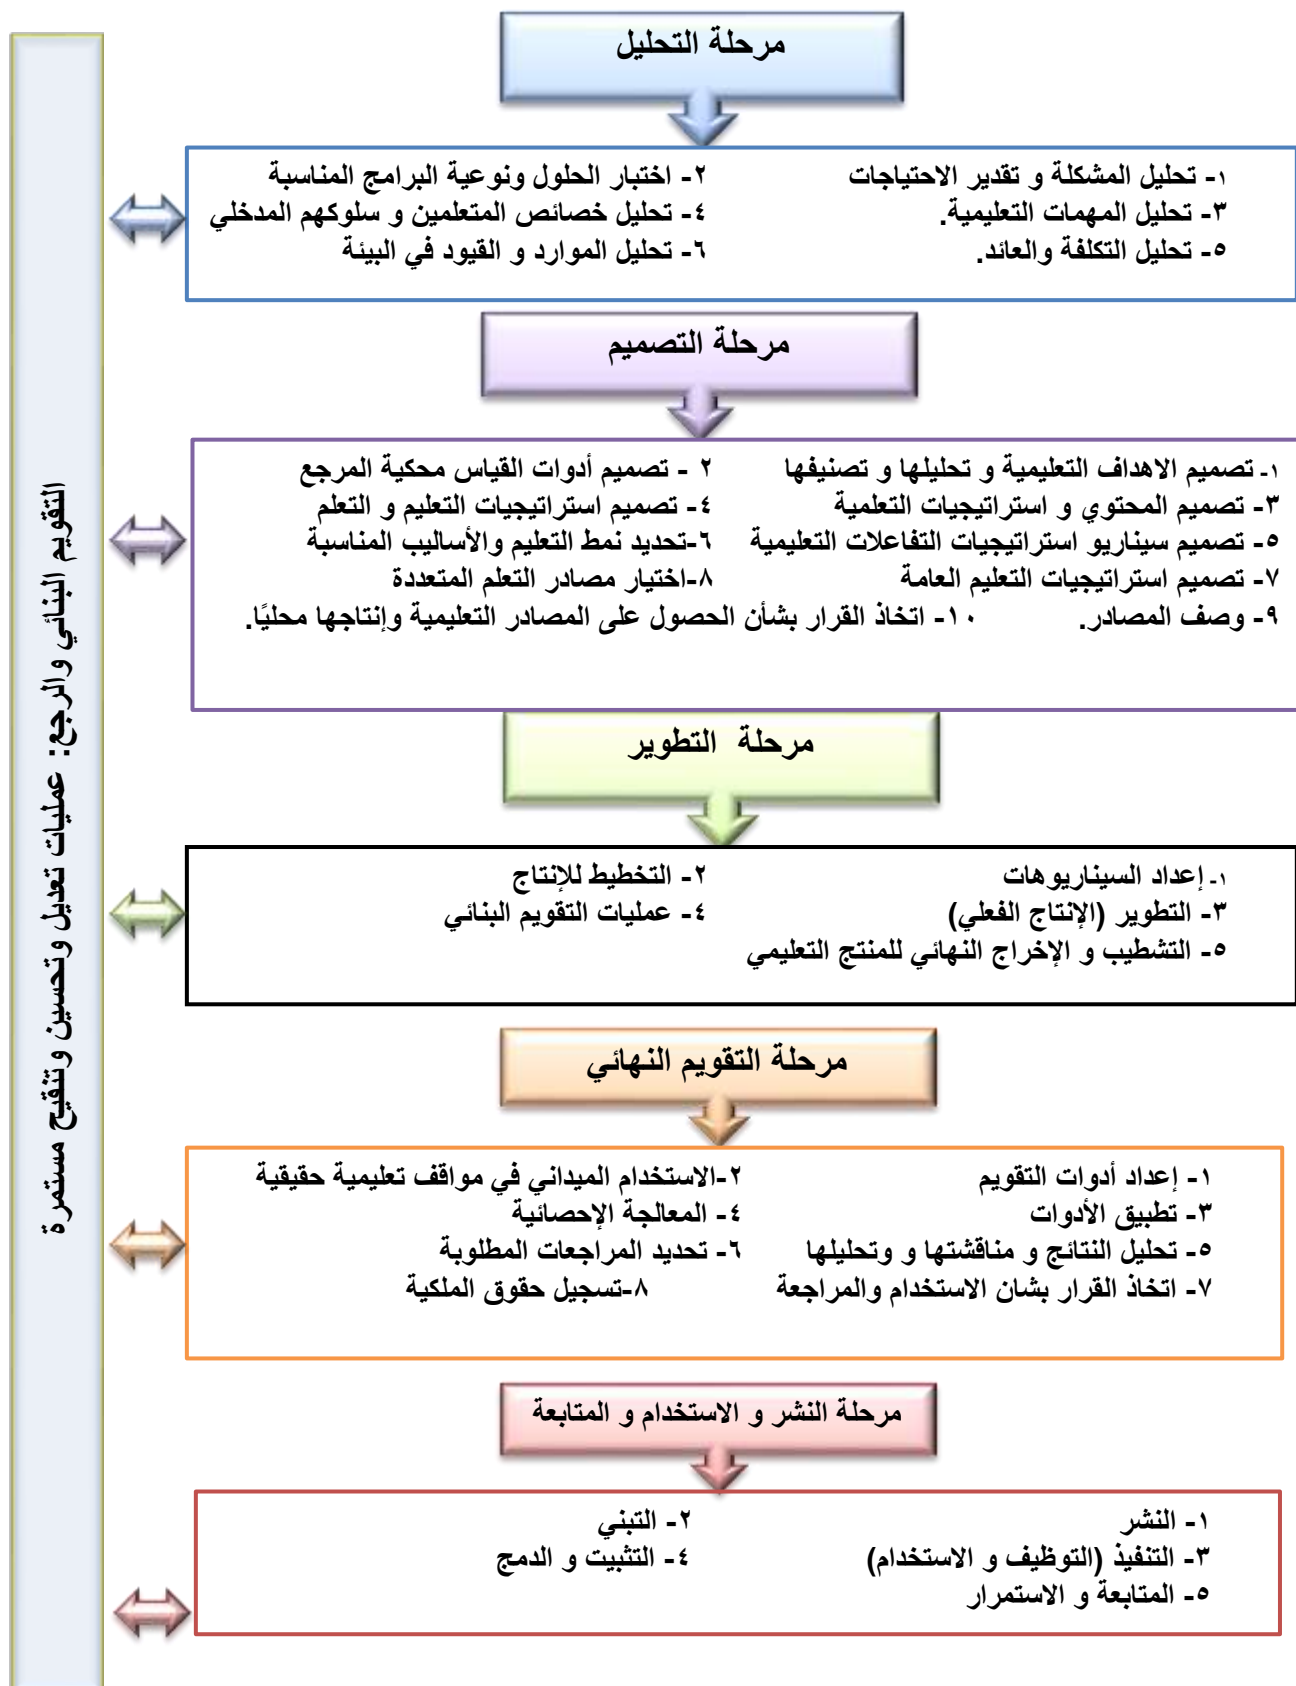 مرحلة التحليل
١- تحليل المشكلة و تقدير الاحتياجات ٢- اختبار الحلول ونوعية البرامج المناسبة
٣- تحليل المهمات التعليمية. ٤- تحليل خصائص المتعلمين و سلوكهم المدخلي
٥- تحليل التكلفة والعائد. ٦- تحليل الموارد و القيود في البيئة
مرحلة التصميم
١- تصميم الاهداف التعليمية و تحليلها و تصنيفها ٢ - تصميم أدوات القياس محكية المرجع
٣- تصميم المحتوي و استراتيجيات التعلمية ٤- تصميم استراتيجيات التعليم و التعلم
٥- تصميم سيناريو استراتيجيات التفاعلات التعليمية ٦-تحديد نمط التعليم والأساليب المناسبة
٧- تصميم استراتيجيات التعليم العامة ٨-اختيار مصادر التعلم المتعددة
٩- وصف المصادر. ١٠- اتخاذ القرار بشأن الحصول على المصادر التعليمية وإنتاجها محليًا.
مرحلة التطوير
١- إعداد السيناريوهات ٢- التخطيط للإنتاج
٣- التطوير (الإنتاج الفعلي) ٤- عمليات التقويم البنائي
٥- التشطيب و الإخراج النهائي للمنتج التعليمي
مرحلة التقويم النهائي
١- إعداد أدوات التقويم ٢-الاستخدام الميداني في مواقف تعليمية حقيقية
٣- تطبيق الأدوات ٤- المعالجة الإحصائية
٥- تحليل النتائج و مناقشتها و وتحليلها ٦- تحديد المراجعات المطلوبة
٧- اتخاذ القرار بشان الاستخدام والمراجعة ٨-تسجيل حقوق الملكية
مرحلة النشر و الاستخدام و المتابعة
١- النشر ٢- التبني
٣- التنفيذ (التوظيف و الاستخدام) ٤- التثبيت و الدمج
٥- المتابعة و الاستمرار
التقويم البنائي والرجع: عمليات تعديل وتحسين وتنقيح مستمرة